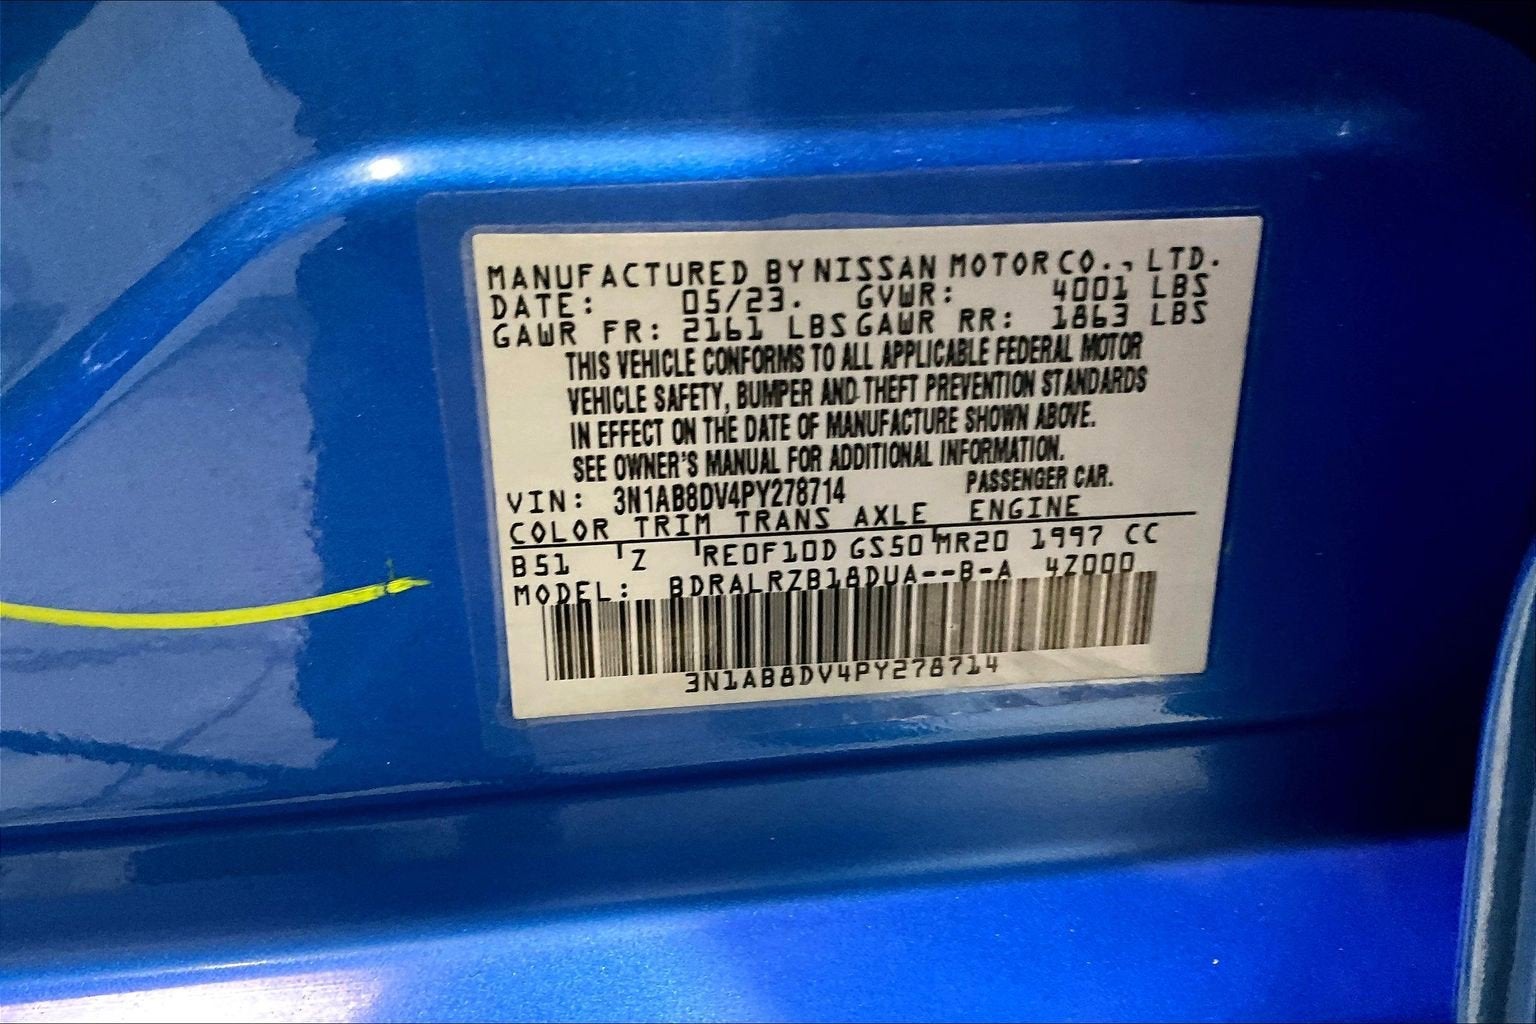 MANUFACTURED BY NISSAN MOTOR CO., LTD.
DATE: 05/23. GVWR: 4001 LBS
GAWR FR: 2161 LBS GAWR RR: 1863 LBS
THIS VEHICLE CONFORMS TO ALL APPLICABLE FEDERAL MOTOR
VEHICLE SAFETY, BUMPER AND THEFT PREVENTION STANDARDS
IN EFFECT ON THE DATE OF MANUFACTURE SHOWN ABOVE.
SEE OWNER'S MANUAL FOR ADDITIONAL INFORMATION.
VIN: 3N1AB8DV4PY278714 PASSENGER CAR.
COLOR TRIM TRANS AXLE ENGINE
B51 Z RE0F10D GS50 MR20 1997 CC
MODEL: BDRALRZB18DUA--B-A 4Z000
3N1AB8DV4PY278714